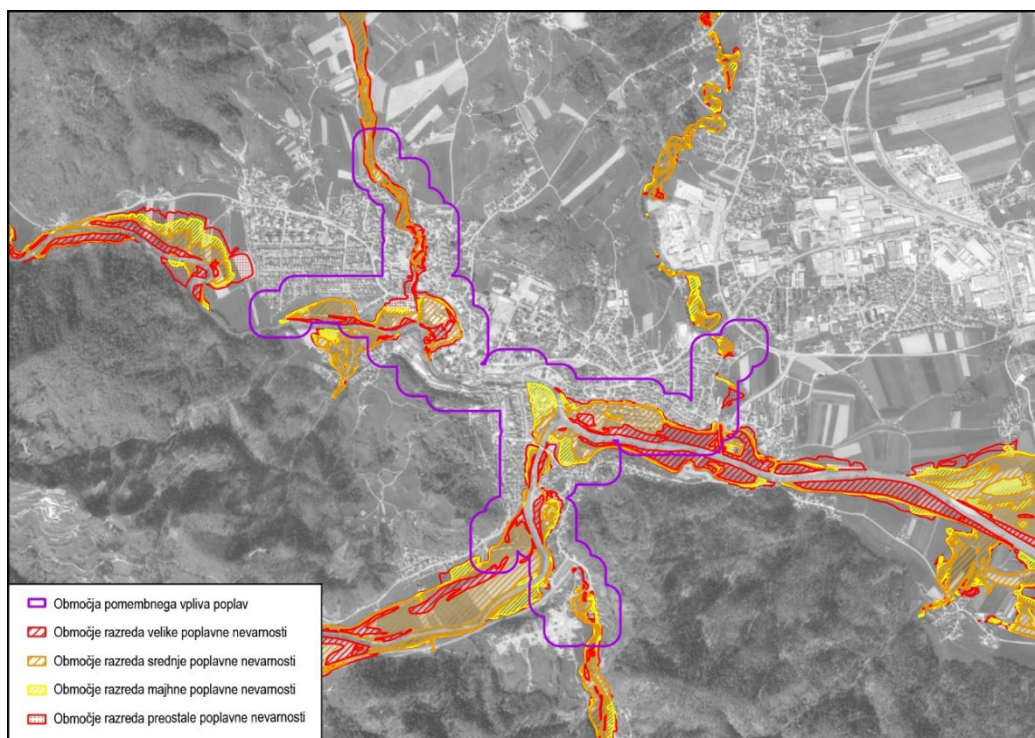 Območja pomembnega vpliva poplav
Območje razreda velike poplavne nevarnosti
Območje razreda srednje poplavne nevarnosti
Območje razreda majhne poplavne nevarnosti
Območje razreda preostale poplavne nevarnosti